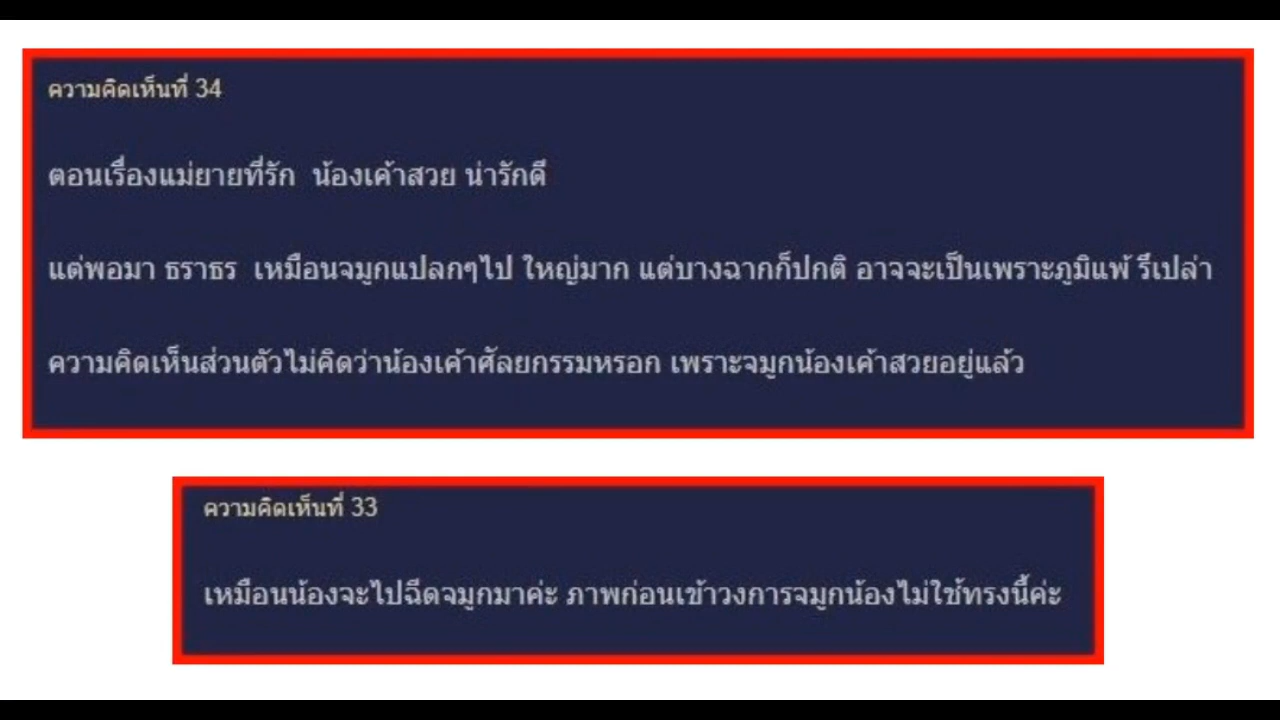 ความคิดเห็นที่ 34
ตอนเรื่องแม่ยายที่รัก น้องเค้าสวย น่ารักดี
แต่พอมา ธราธร เหมือนจมูกแปลกๆไป ใหญ่มาก แต่บางฉากก็ปกติ อาจจะเป็นเพราะภูมิแพ้ รึเปล่า
ความคิดเห็นส่วนตัวไม่คิดว่าน้องเค้าศัลยกรรมหรอก เพราะจมูกน้องเค้าสวยอยู่แล้ว
ความคิดเห็นที่ 33
เหมือนน้องจะไปฉีดจมูกมาค่ะ ภาพก่อนเข้าวงการจมูกน้องไม่ใช้ทรงนี้ค่ะ